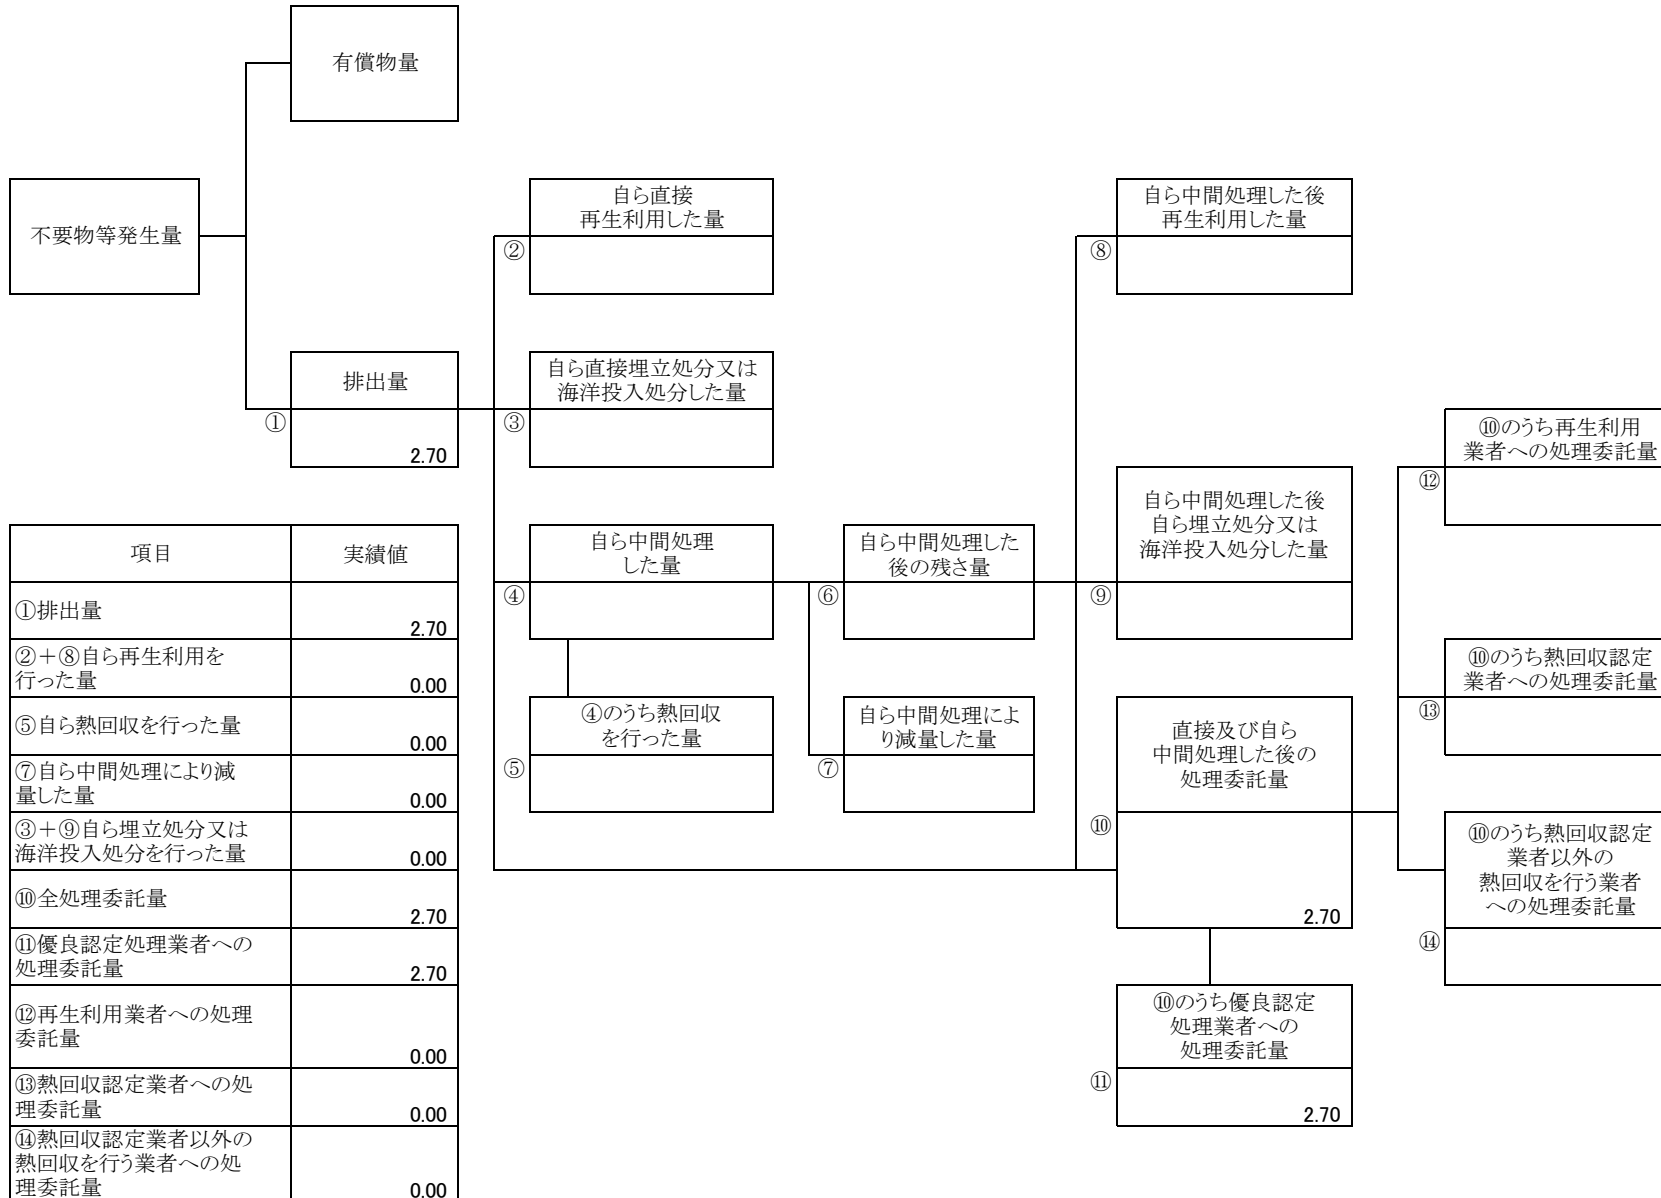 有償物量
不要物等発生量
排出量
①
2.70
自ら直接
再生利用した量
②
自ら直接埋立処分又は
海洋投入処分した量
③
自ら中間処理
した量
④
④のうち熱回収
を行った量
⑤
自ら中間処理した
後の残さ量
⑥
自ら中間処理によ
り減量した量
⑦
自ら中間処理した後
再生利用した量
⑧
自ら中間処理した後
自ら埋立処分又は
海洋投入処分した量
⑨
直接及び自ら
中間処理した後の
処理委託量
⑩
2.70
⑩のうち優良認定
処理業者への
処理委託量
⑪
2.70
⑩のうち再生利用
業者への処理委託量
⑫
⑩のうち熱回収認定
業者への処理委託量
⑬
⑩のうち熱回収認定
業者以外の
熱回収を行う業者
への処理委託量
⑭
項目 実績値
①排出量
2.70
②＋⑧自ら再生利用を
行った量
0.00
⑤自ら熱回収を行った量
0.00
⑦自ら中間処理により減
量した量
0.00
③＋⑨自ら埋立処分又は
海洋投入処分を行った量
0.00
⑩全処理委託量
2.70
⑪優良認定処理業者への
処理委託量
2.70
⑫再生利用業者への処理
委託量
0.00
⑬熱回収認定業者への処
理委託量
0.00
⑭熱回収認定業者以外の
熱回収を行う業者への処
理委託量
0.00